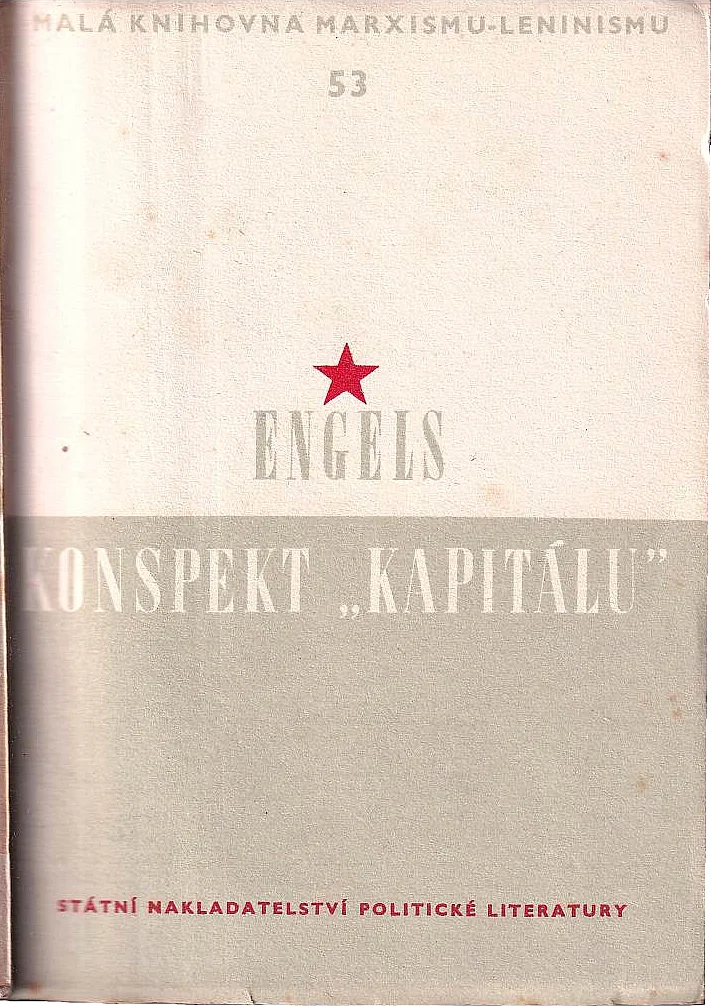 MALÁ KNIHOVNA MARXISMU-LENINISMU
53
ENGELS
KONSPEKT „KAPITÁLU”
STÁTNÍ NAKLADATELSTVÍ POLITICKÉ LITERATURY